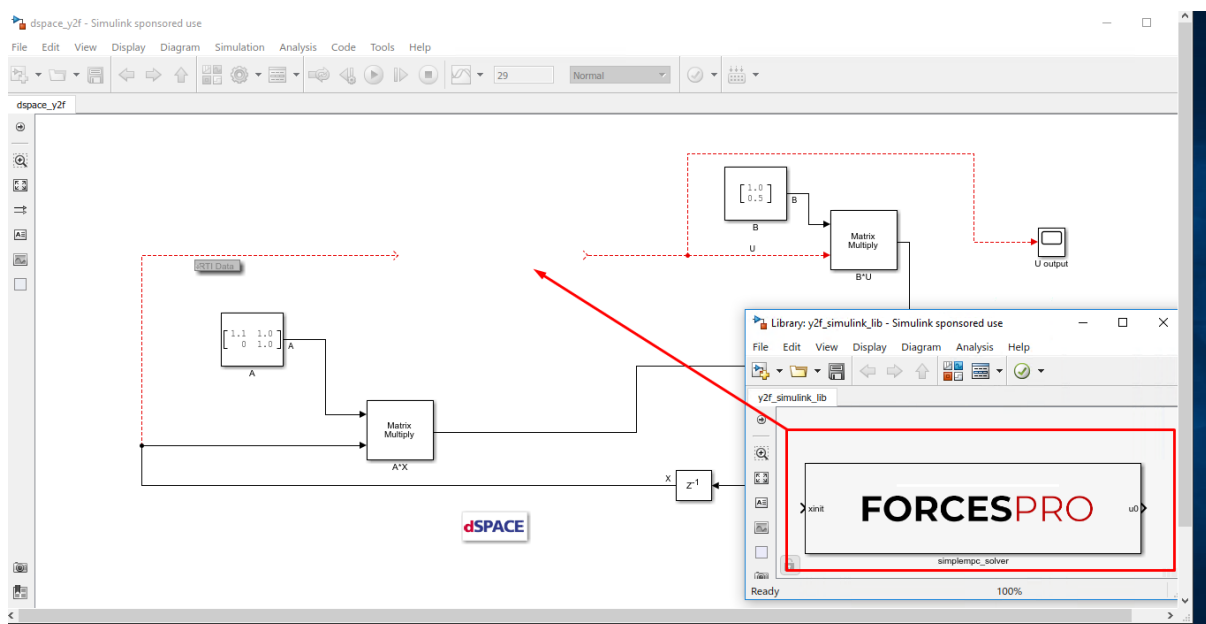 dspace_y2f - Simulink sponsored use
File Edit View Display Diagram Simulation Analysis Code Tools Help
29 Normal
dspace_y2f
1.0
0.5
B
B
U
Matrix
Multiply
B*U
U output
RTI Data
1.1 1.0
0 1.0
A
A
Matrix
Multiply
A*X
X
z-1
dSPACE
Library: y2f_simulink_lib - Simulink sponsored use
File Edit View Display Diagram Analysis Help
y2f_simulink_lib
xinit FORCESPRO u0
simplempc_solver
Ready 100%